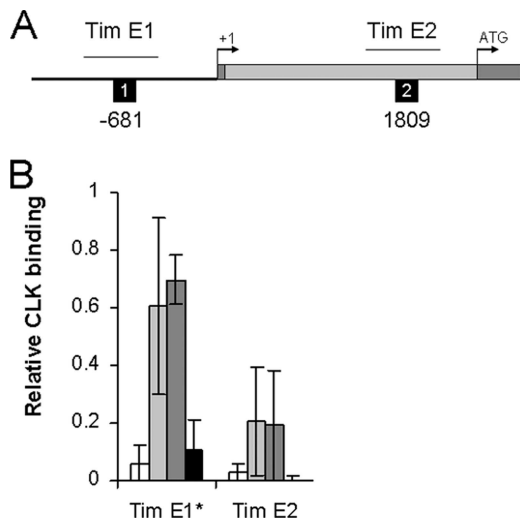 A
Tim E1
Tim E2
+1
ATG
1
2
-681
1809
B
Relative CLK binding
1
0.8
0.6
0.4
0.2
0
Tim E1*
Tim E2